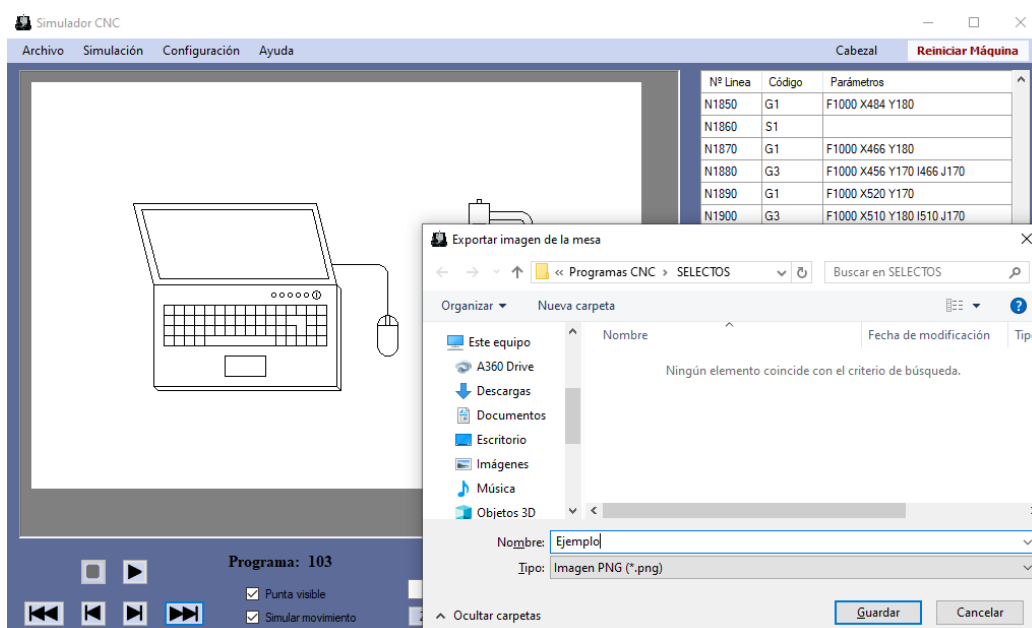 Simulador CNC
Archivo Simulación Configuración Ayuda Cabezal Reiniciar Máquina
Nº Linea Código Parámetros
N1850 G1 F1000 X484 Y180
N1860 S1
N1870 G1 F1000 X466 Y180
N1880 G3 F1000 X456 Y170 I466 J170
N1890 G1 F1000 X520 Y170
N1900 G3 F1000 X510 Y180 I510 J170
Exportar imagen de la mesa
« Programas CNC › SELECTOS Buscar en SELECTOS
Organizar Nueva carpeta
Este equipo
A360 Drive
Descargas
Documentos
Escritorio
Imágenes
Música
Objetos 3D
Nombre Fecha de modificación Tip
Ningún elemento coincide con el criterio de búsqueda.
Nombre: Ejemplo
Tipo: Imagen PNG (*.png)
Ocultar carpetas Guardar Cancelar
Programa: 103
Punta visible
Simular movimiento